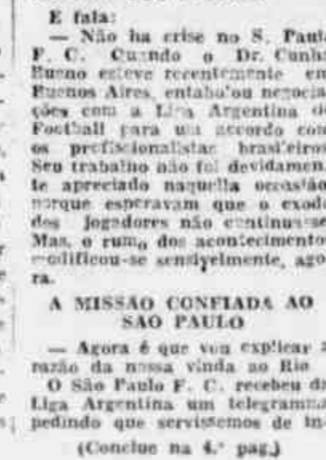 E fala:
— Não ha crise no S. Paulo
F. C. Quando o Dr. Cunha
Bueno esteve recentemente em
Buenos Aires, entabo'ou negocia-
ções com a Liga Argentina de
Football para um accordo com
os profissionalistas brasileiros.
Seu trabalho não foi devidamen-
te apreciado naquella occasião
porque esperavam que o exodo
dos jogadores não continuasse.
Mas, o rumo dos acontecimentos
modificou-se sensivelmente, ago-
ra.
A MISSÃO CONFIADA AO
SAO PAULO
— Agora é que vou explicar a
razão da nossa vinda ao Rio
O São Paulo F. C. recebeu da
Liga Argentina um telegramma
pedindo que servissemos de in-
(Conclue na 4.ª pag.)